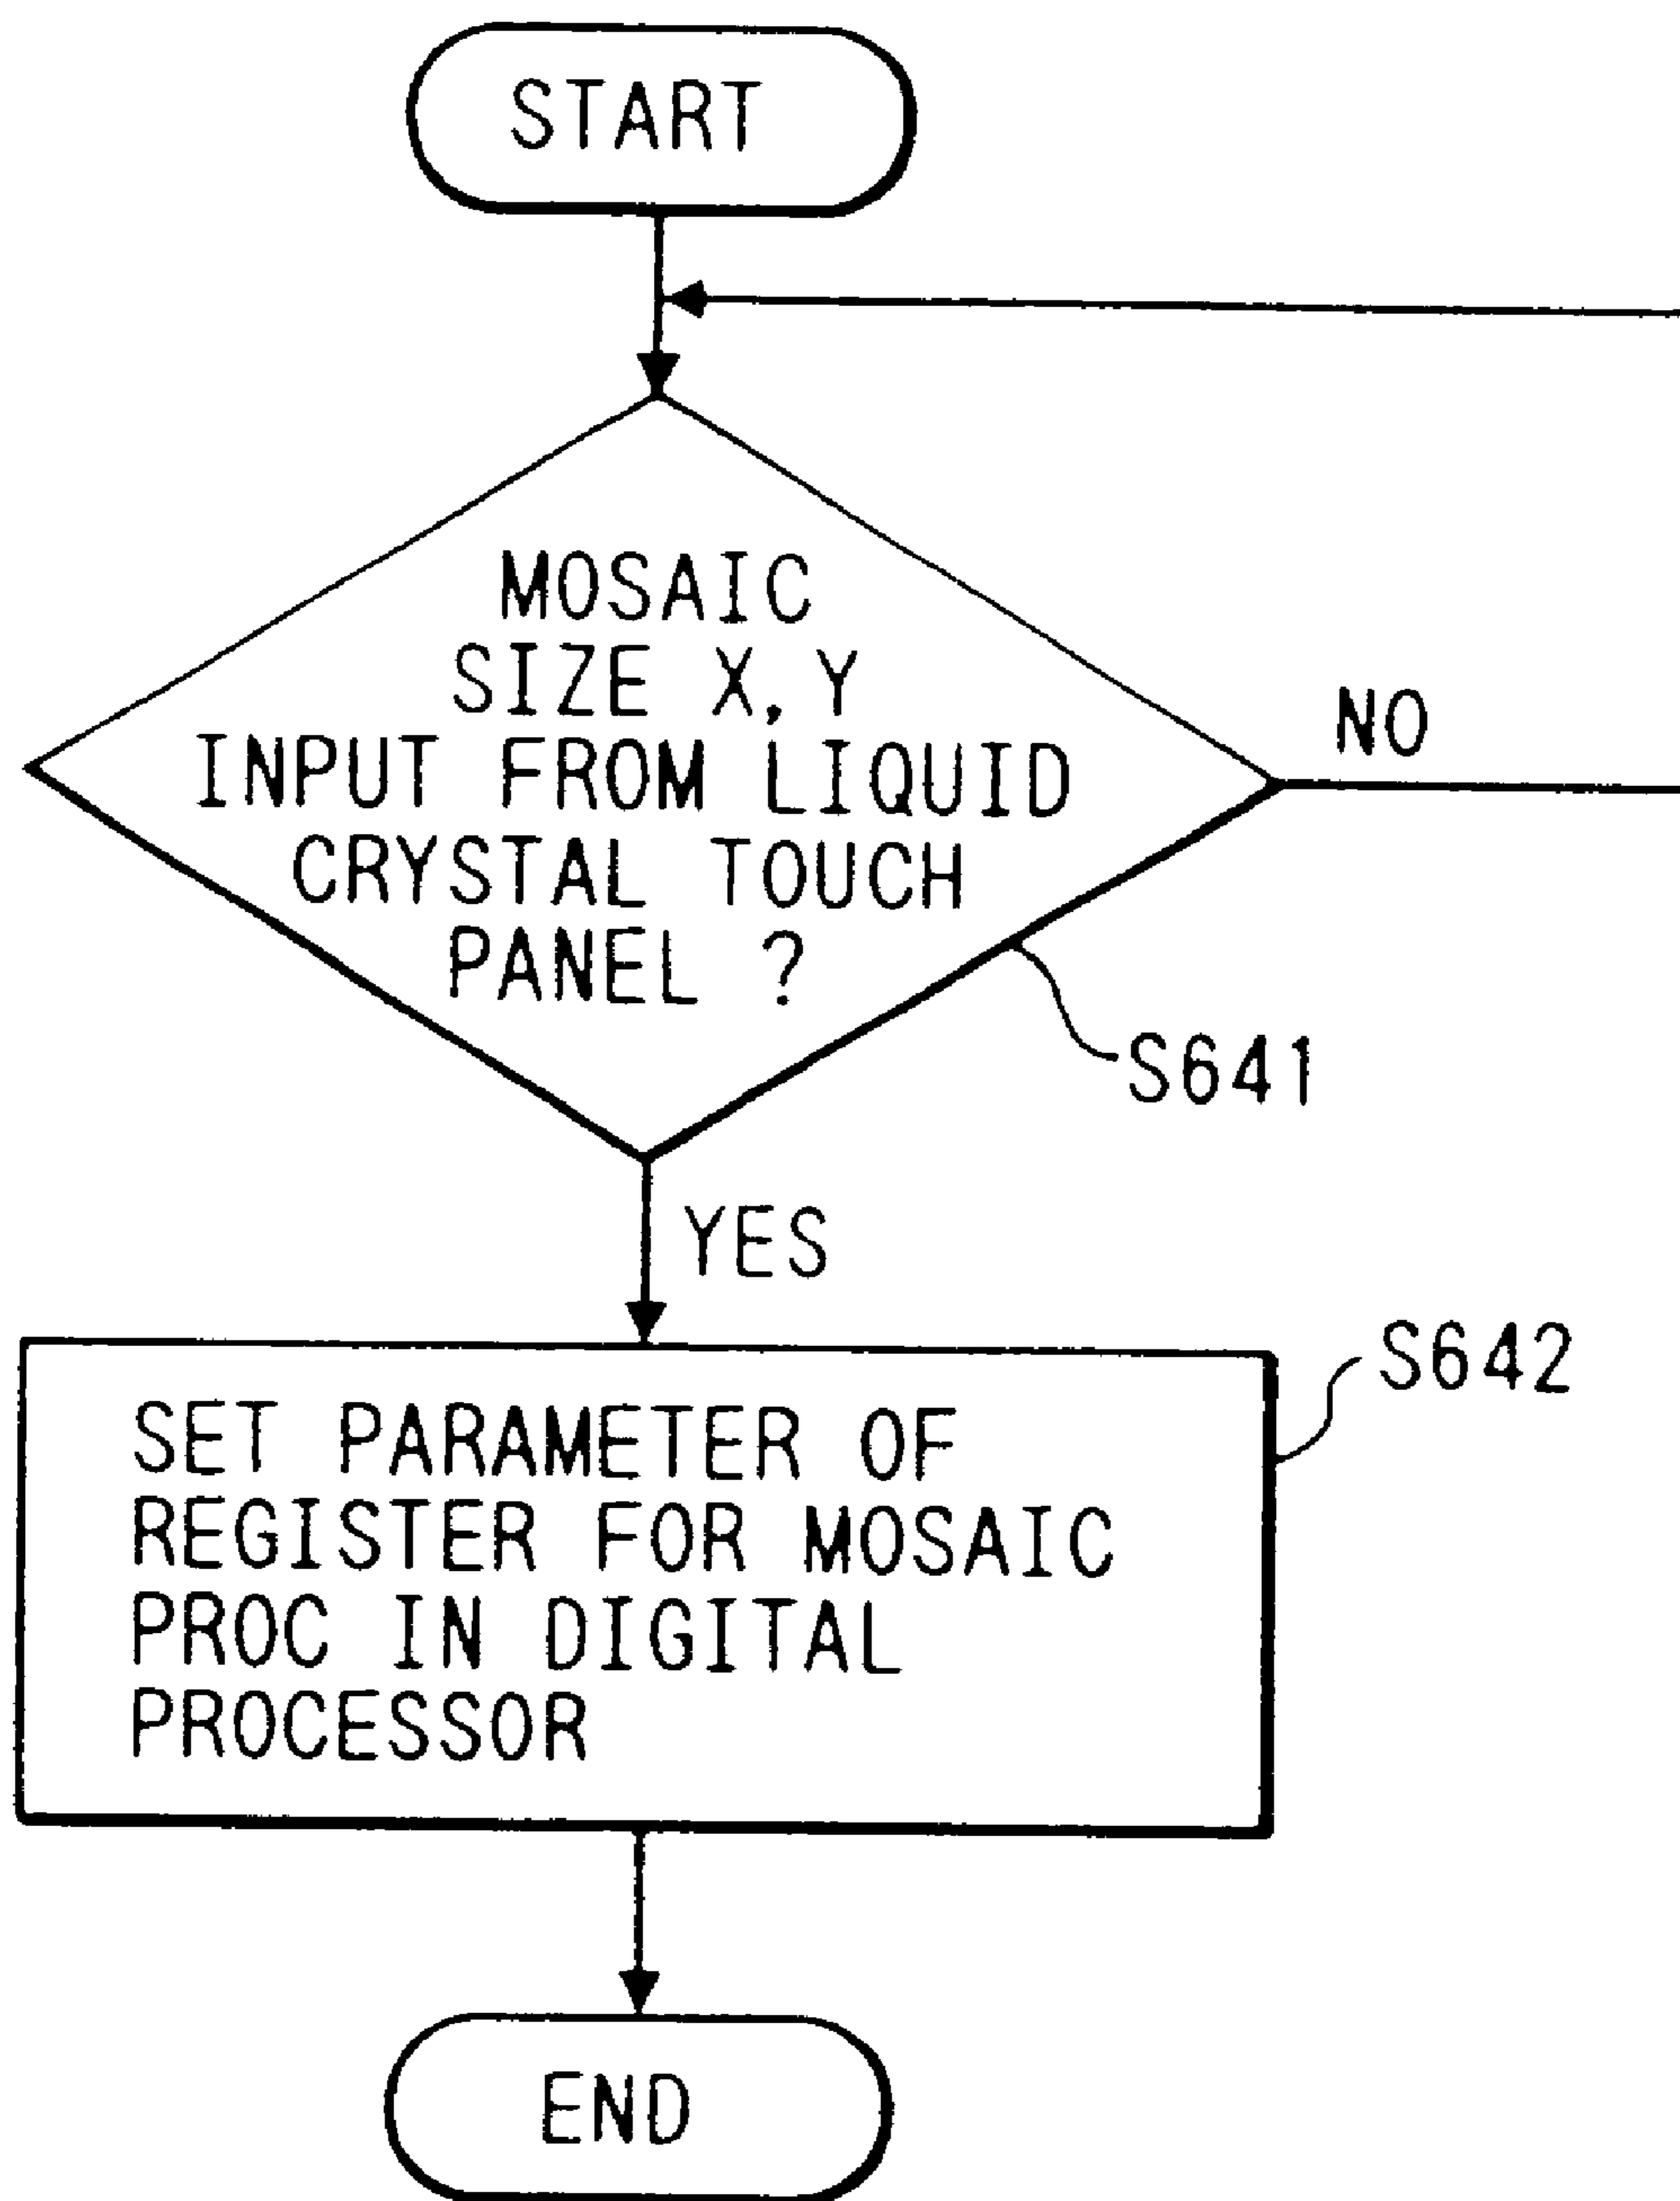 START
MOSAIC
SIZE X,Y
INPUT FROM LIQUID
CRYSTAL TOUCH
PANEL ?
NO
S641
YES
S642
SET PARAMETER OF
REGISTER FOR MOSAIC
PROC IN DIGITAL
PROCESSOR
END